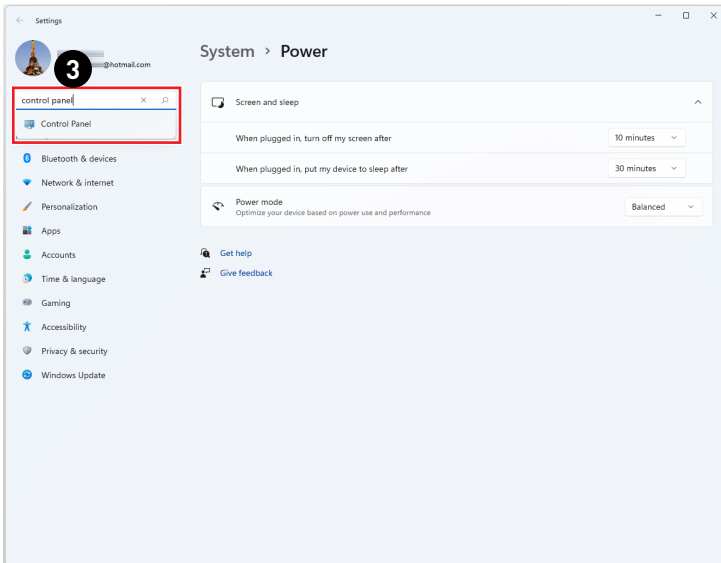 Settings
System > Power
3
@hotmail.com
control panel
Control Panel
Bluetooth & devices
Network & internet
Personalization
Apps
Accounts
Time & language
Gaming
Accessibility
Privacy & security
Windows Update
Screen and sleep
When plugged in, turn off my screen after
10 minutes
When plugged in, put my device to sleep after
30 minutes
Power mode
Optimize your device based on power use and performance
Balanced
Get help
Give feedback